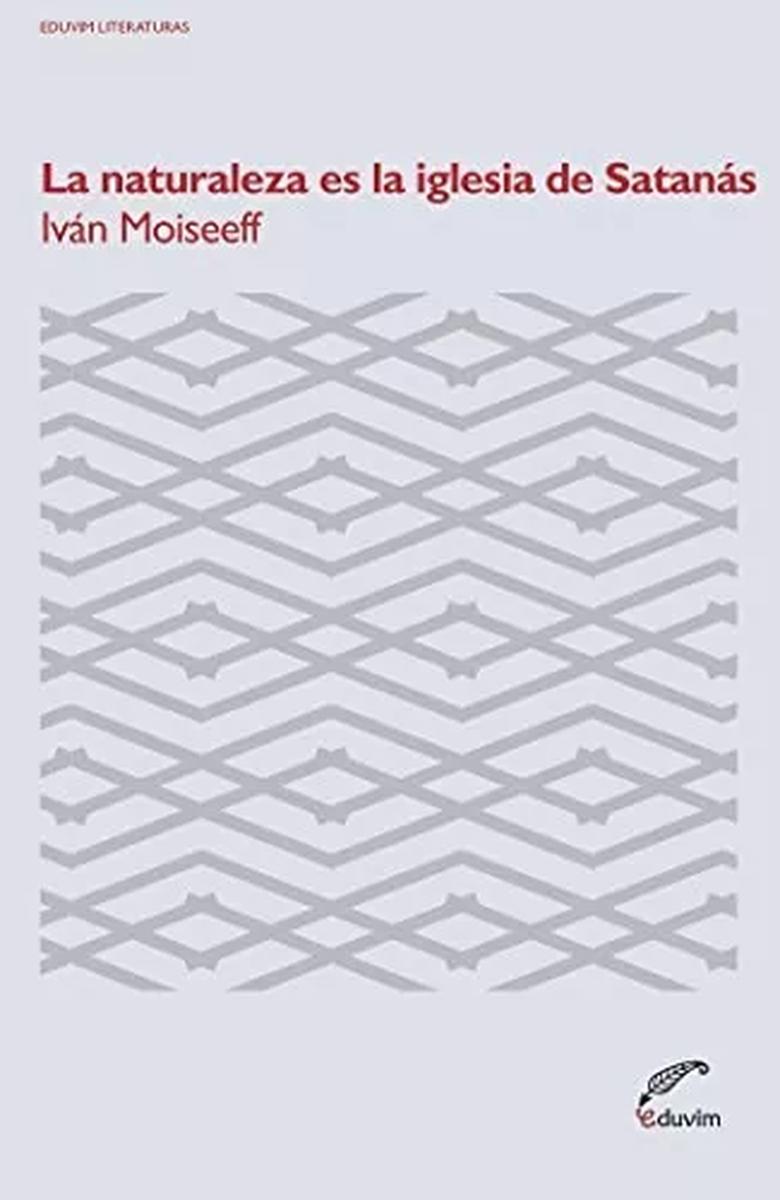 EDUVIM LITERATURAS
La naturaleza es la iglesia de Satanás
Iván Moiseeff
eduvim